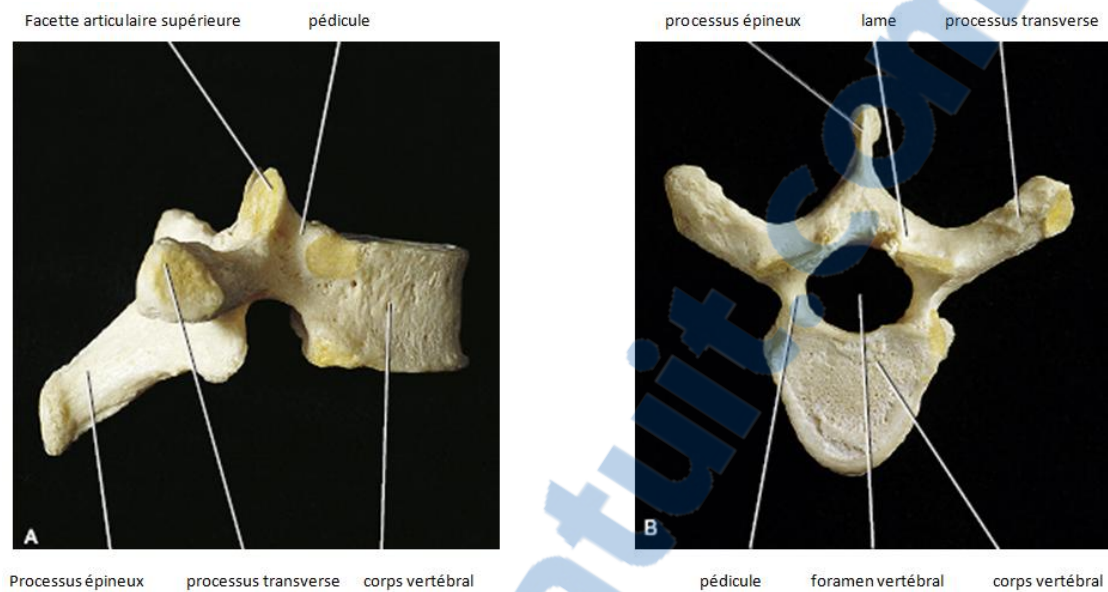 Facette articulaire supérieure pédicule
processus épineux lame processus transverse
A
B
Processus épineux processus transverse corps vertébral
pédicule foramen vertébral corps vertébral